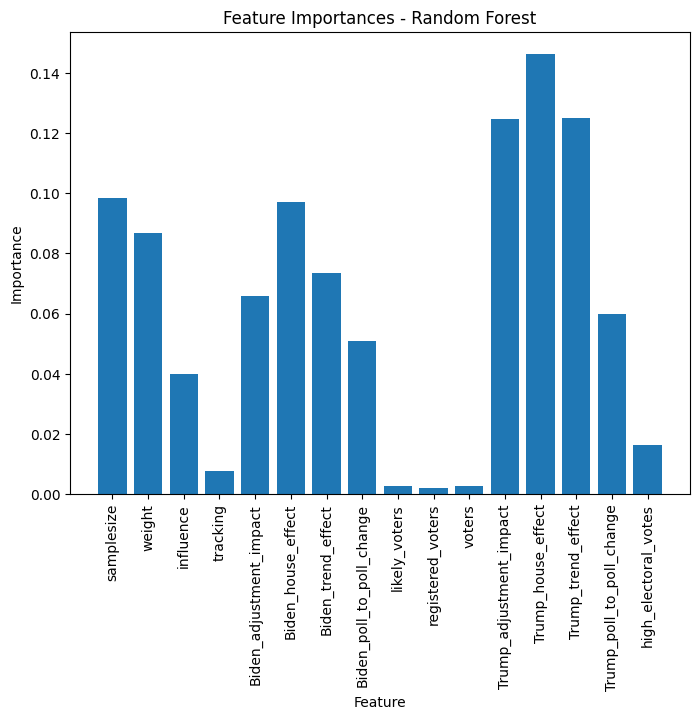 Feature Importances - Random Forest
Importance
0.14
0.12
0.10
0.08
0.06
0.04
0.02
0.00
samplesize
weight
influence
tracking
Biden_adjustment_impact
Biden_house_effect
Biden_trend_effect
Biden_poll_to_poll_change
likely_voters
registered_voters
voters
Trump_adjustment_impact
Trump_house_effect
Trump_trend_effect
Trump_poll_to_poll_change
high_electoral_votes
Feature